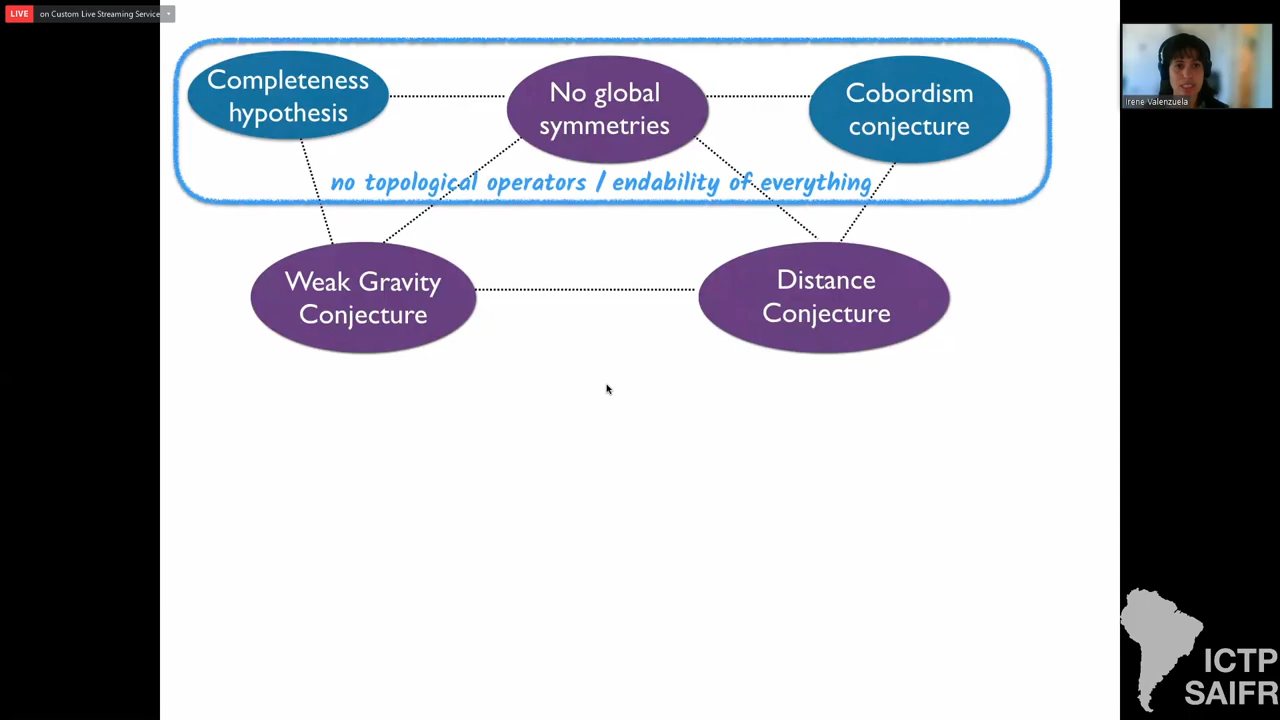 LIVE on Custom Live Streaming Service
Completeness
hypothesis
No global
symmetries
Cobordism
conjecture
no topological operators / endability of everything
Weak Gravity
Conjecture
Distance
Conjecture
Irene Valenzuela
ICTP
SAIFR